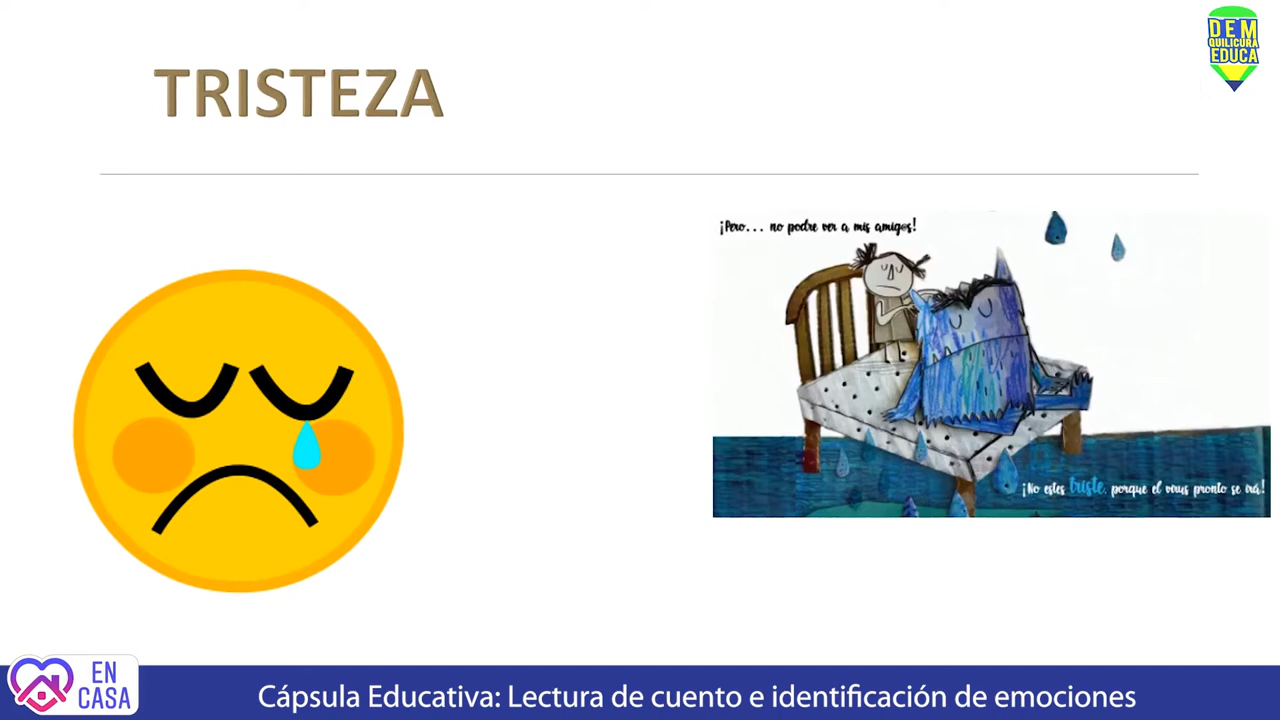 DEM
QUILICURA
EDUCA
TRISTEZA
¡Pero... no podre ver a mis amigos!
¡No estes triste, porque el virus pronto se irá!
EN
CASA
Cápsula Educativa: Lectura de cuento e identificación de emociones